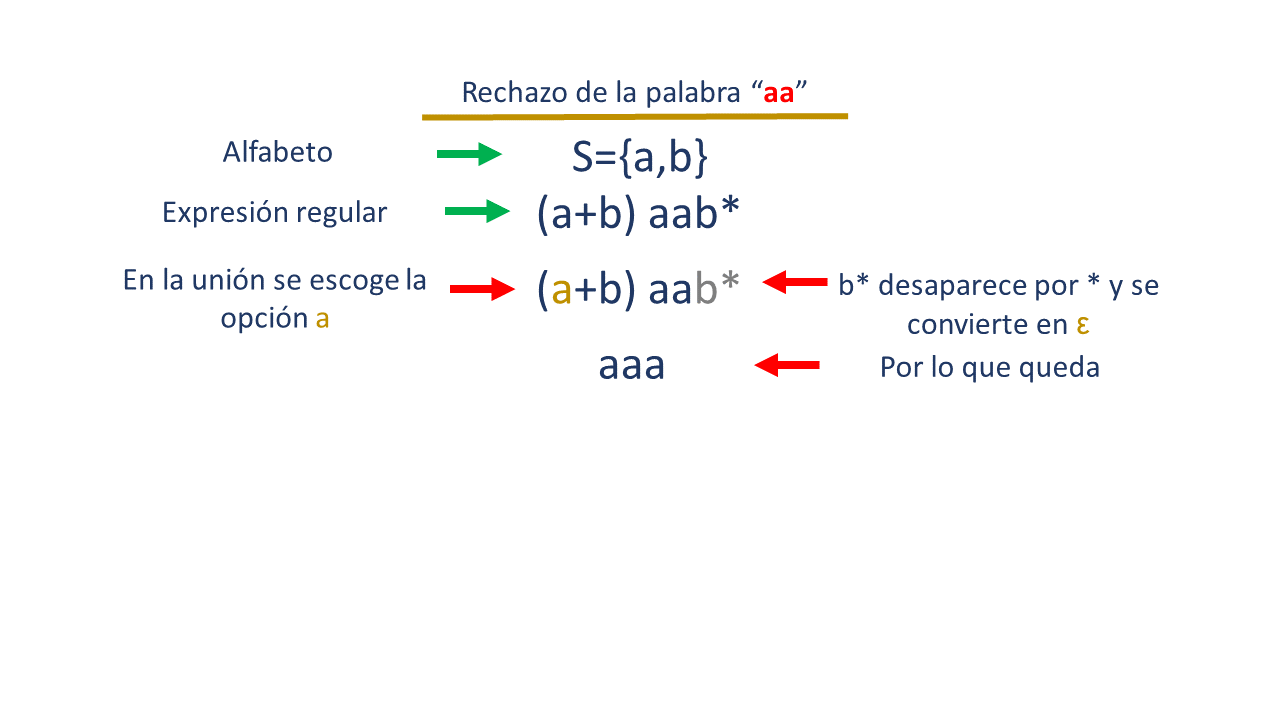 Rechazo de la palabra “aa”
Alfabeto
S={a,b}
Expresión regular
(a+b) aab*
En la unión se escoge la
opción a
(a+b) aab*
b* desaparece por * y se
convierte en ε
aaa
Por lo que queda